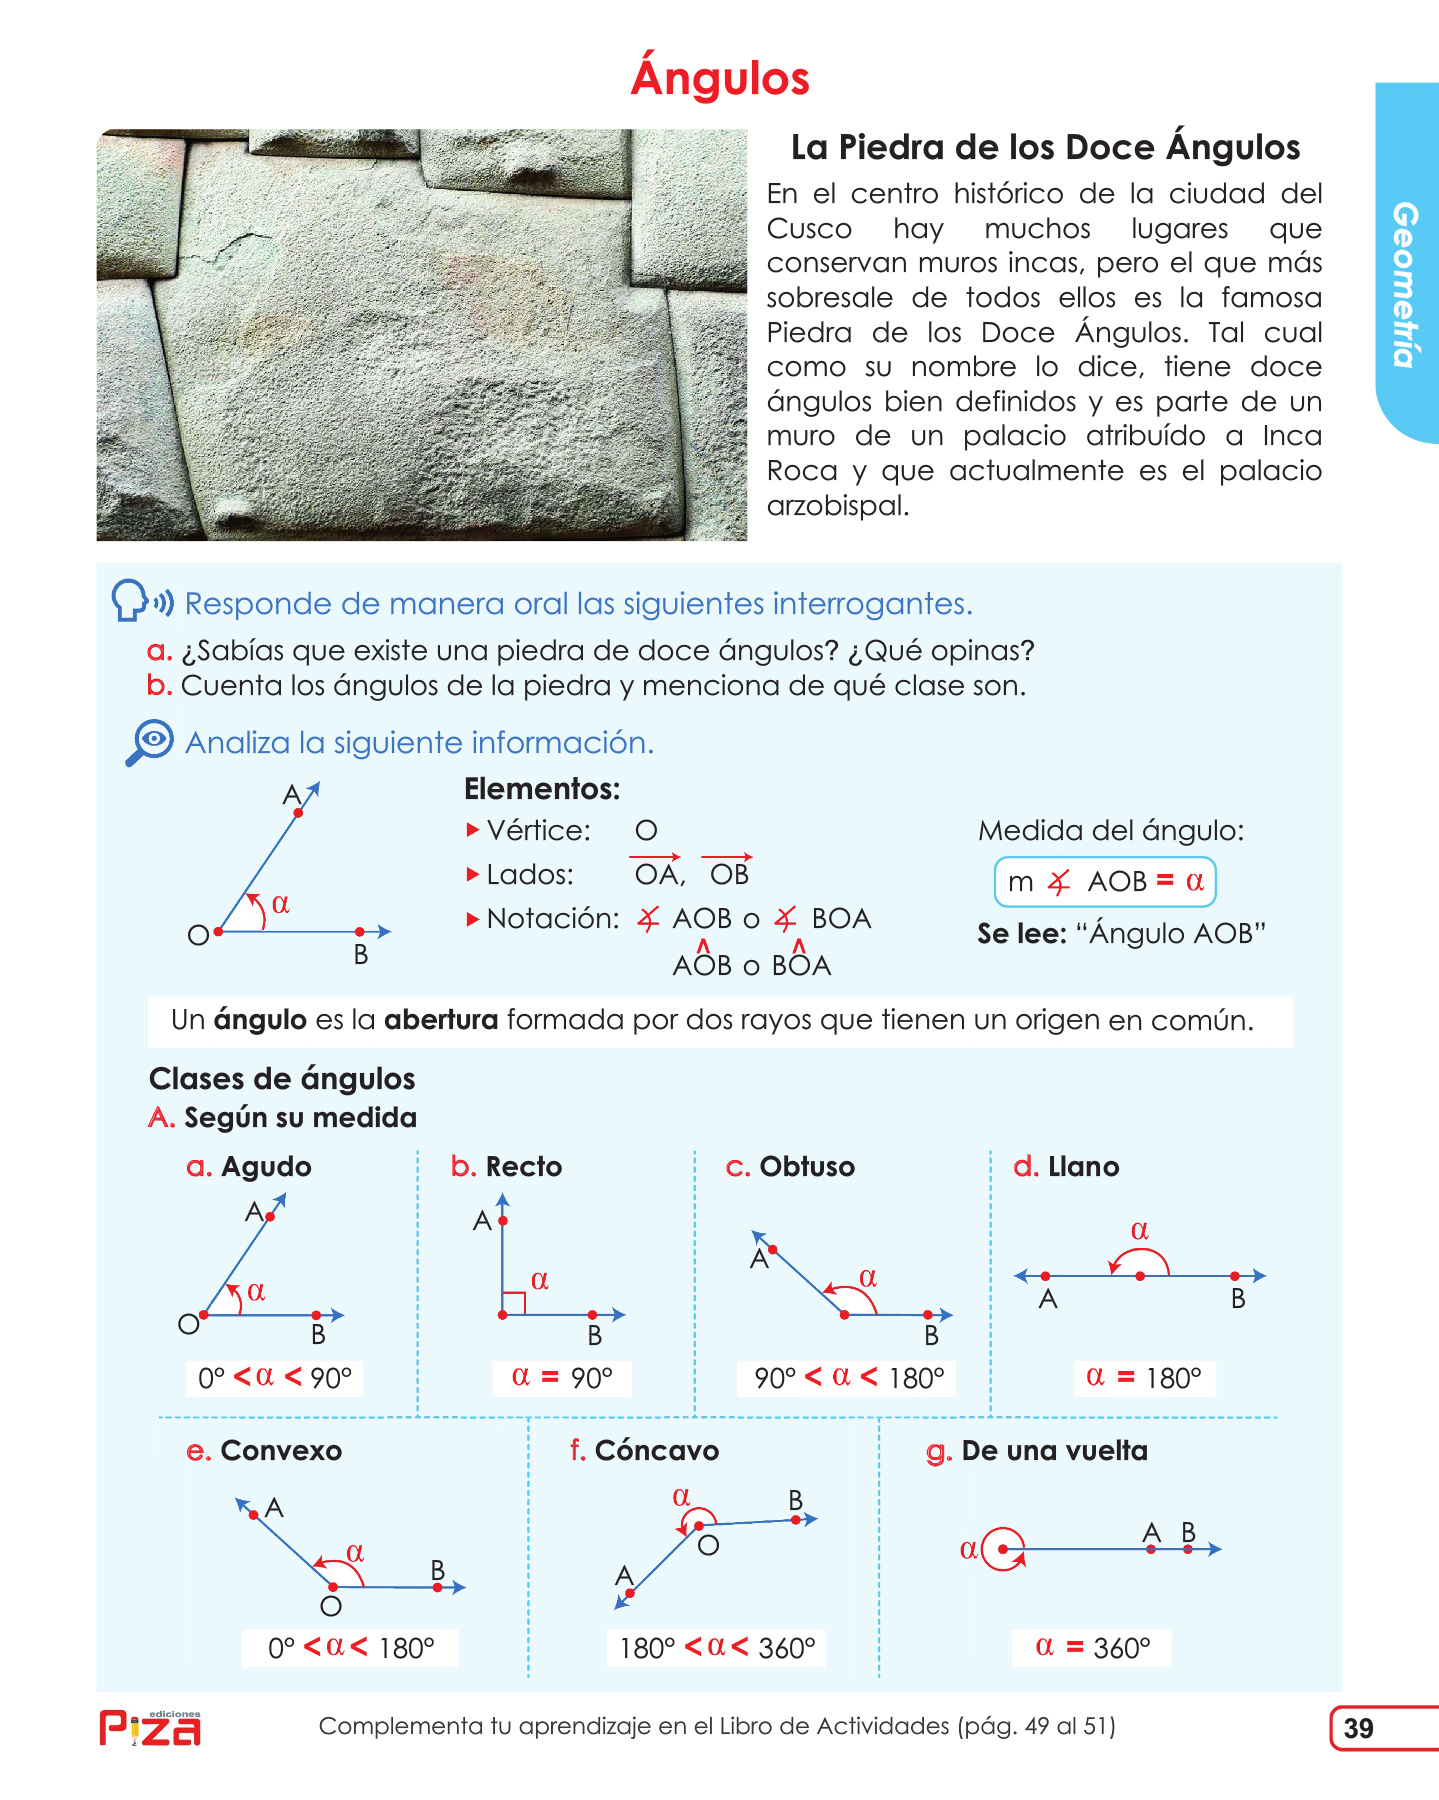 Ángulos
La Piedra de los Doce Ángulos
En el centro histórico de la ciudad del
Cusco hay muchos lugares que
conservan muros incas, pero el que más
sobresale de todos ellos es la famosa
Piedra de los Doce Ángulos. Tal cual
como su nombre lo dice, tiene doce
ángulos bien definidos y es parte de un
muro de un palacio atribuído a Inca
Roca y que actualmente es el palacio
arzobispal.
Geometría
Responde de manera oral las siguientes interrogantes.
a. ¿Sabías que existe una piedra de doce ángulos? ¿Qué opinas?
b. Cuenta los ángulos de la piedra y menciona de qué clase son.
Analiza la siguiente información.
A
α
O
B
Elementos:
Vértice: O
Lados: OA, OB
Notación: ∡ AOB o ∡ BOA
AÔB o BÔA
Medida del ángulo:
m ∡ AOB = α
Se lee: “Ángulo AOB”
Un ángulo es la abertura formada por dos rayos que tienen un origen en común.
Clases de ángulos
A. Según su medida
a. Agudo
A
α
O
B
0° < α < 90°
b. Recto
A
α
B
α = 90°
c. Obtuso
A
α
B
90° < α < 180°
d. Llano
α
A
B
α = 180°
e. Convexo
A
α
B
O
0° < α < 180°
f. Cóncavo
α
B
O
A
180° < α < 360°
g. De una vuelta
A B
α
α = 360°
ediciones
Piza
Complementa tu aprendizaje en el Libro de Actividades (pág. 49 al 51)
39